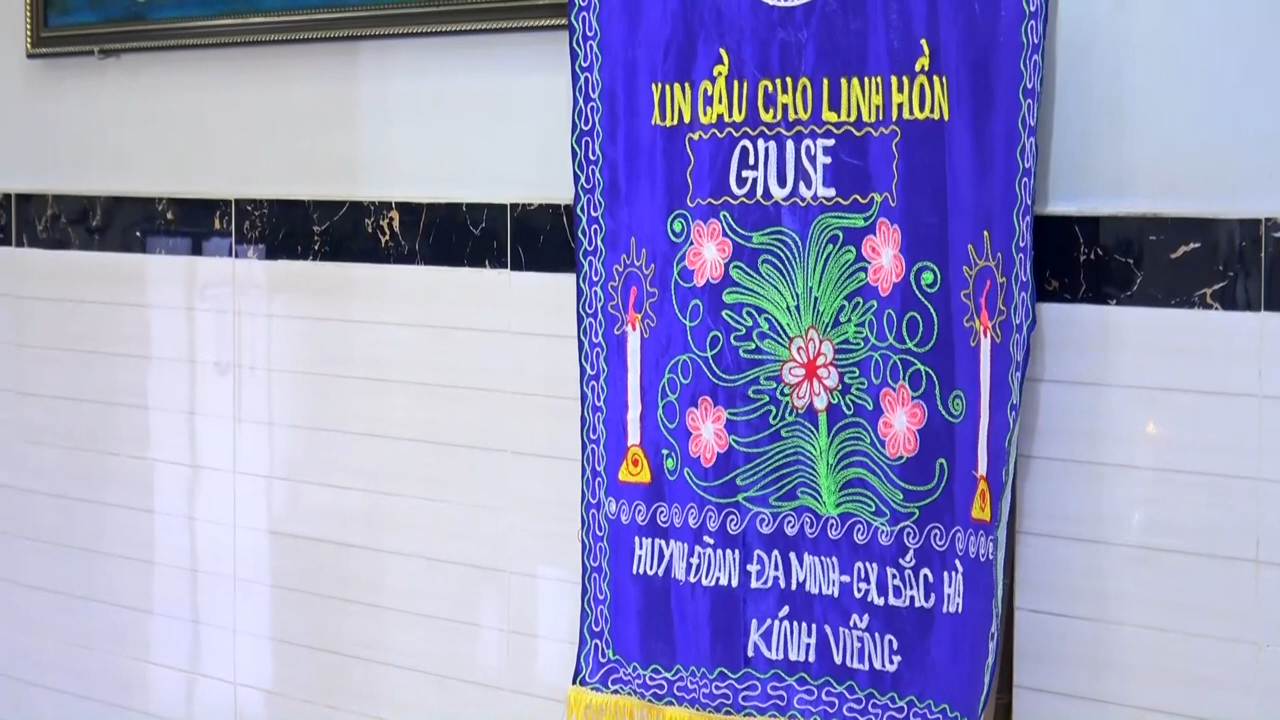 XIN CẦU CHO LINH HỒN
GIUSE
HUYNH ĐOÀN ĐA MINH-GX.BẮC HÀ
KÍNH VIẾNG